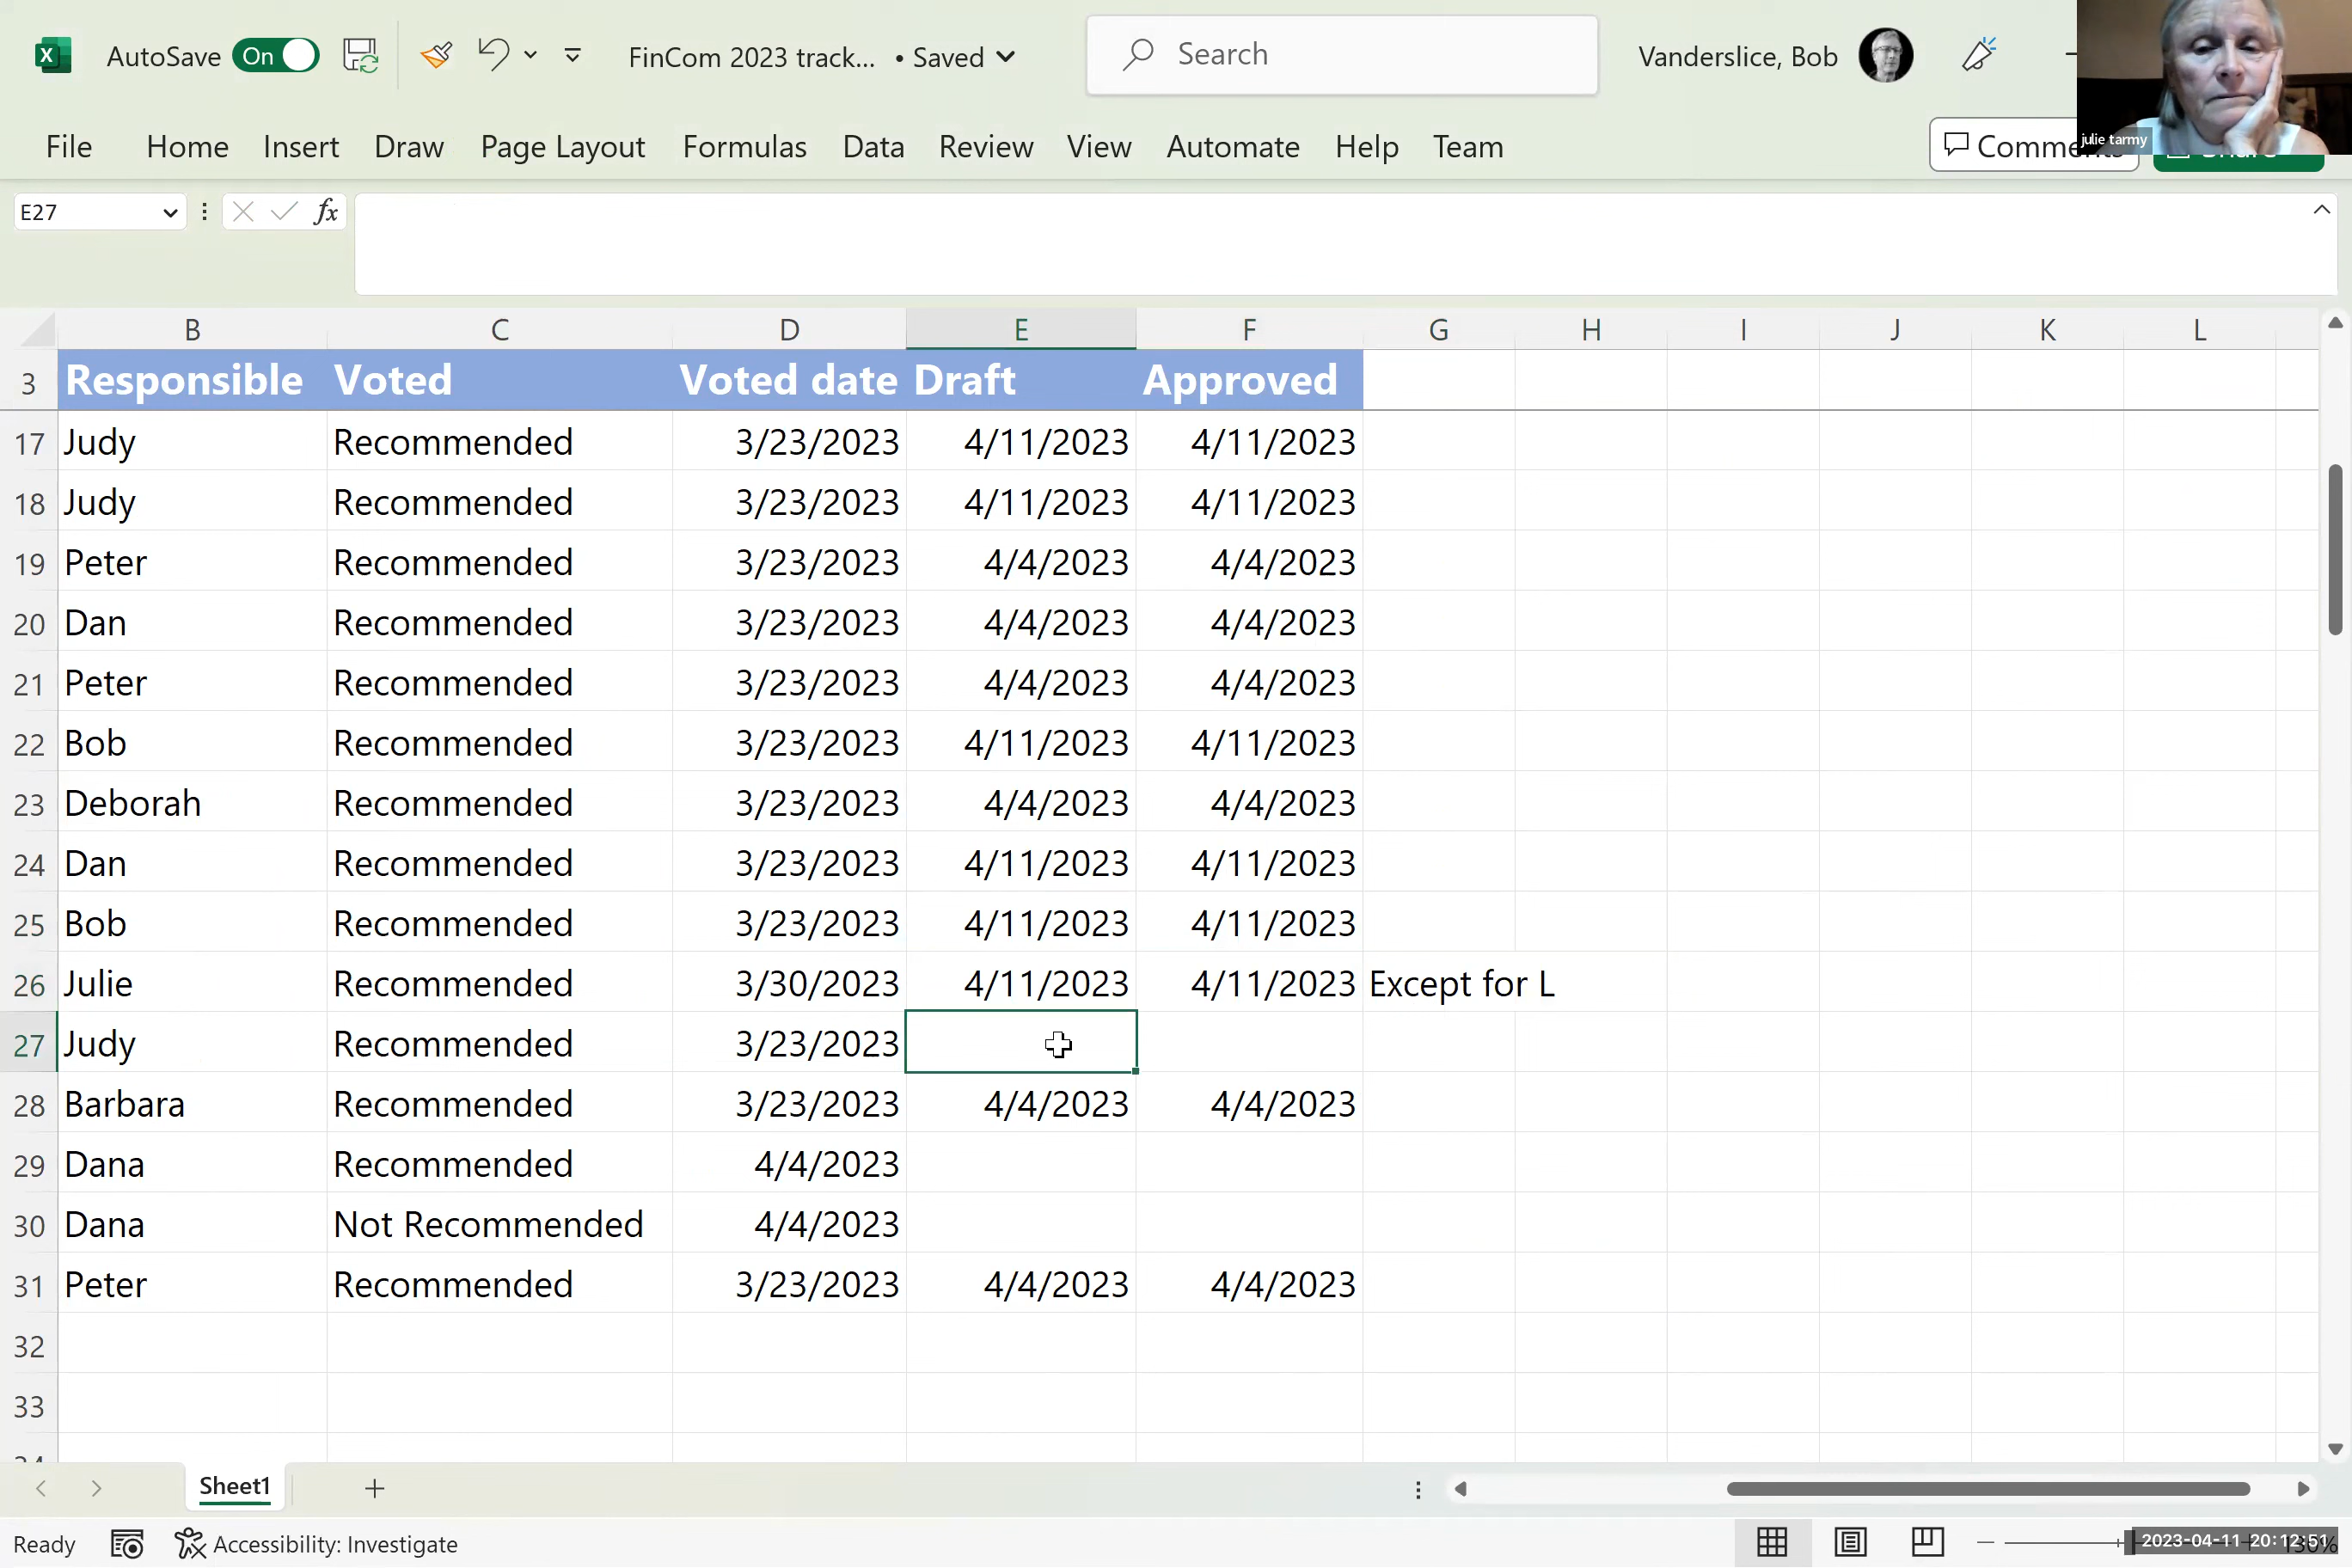 AutoSave On FinCom 2023 track... • Saved Search Vanderslice, Bob
julie tarmy
File Home Insert Draw Page Layout Formulas Data Review View Automate Help Team
E27 fx
B C D E F G H I J K L
3 Responsible Voted Voted date Draft Approved
17 Judy Recommended 3/23/2023 4/11/2023 4/11/2023
18 Judy Recommended 3/23/2023 4/11/2023 4/11/2023
19 Peter Recommended 3/23/2023 4/4/2023 4/4/2023
20 Dan Recommended 3/23/2023 4/4/2023 4/4/2023
21 Peter Recommended 3/23/2023 4/4/2023 4/4/2023
22 Bob Recommended 3/23/2023 4/11/2023 4/11/2023
23 Deborah Recommended 3/23/2023 4/4/2023 4/4/2023
24 Dan Recommended 3/23/2023 4/11/2023 4/11/2023
25 Bob Recommended 3/23/2023 4/11/2023 4/11/2023
26 Julie Recommended 3/30/2023 4/11/2023 4/11/2023 Except for L
27 Judy Recommended 3/23/2023
28 Barbara Recommended 3/23/2023 4/4/2023 4/4/2023
29 Dana Recommended 4/4/2023
30 Dana Not Recommended 4/4/2023
31 Peter Recommended 3/23/2023 4/4/2023 4/4/2023
32
33
Sheet1
Ready Accessibility: Investigate 2023-04-11 20:12:51